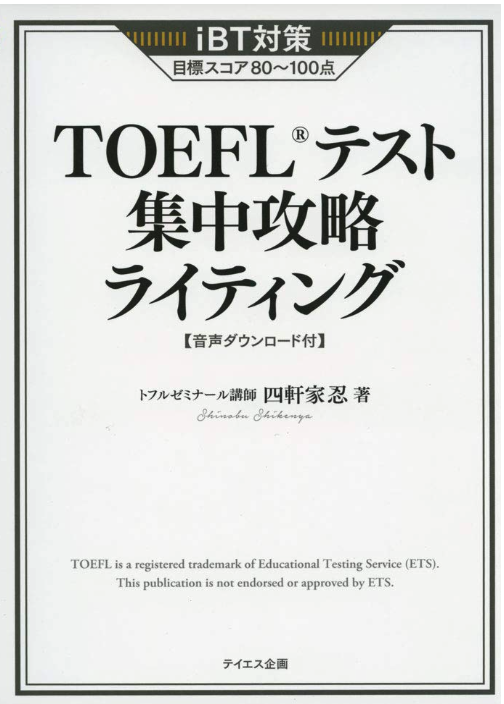 iBT対策
目標スコア80〜100点
TOEFL®テスト
集中攻略
ライティング
【音声ダウンロード付】
トフルゼミナール講師 四軒家忍 著
Shinobu Shikenya
TOEFL is a registered trademark of Educational Testing Service (ETS).
This publication is not endorsed or approved by ETS.
テイエス企画